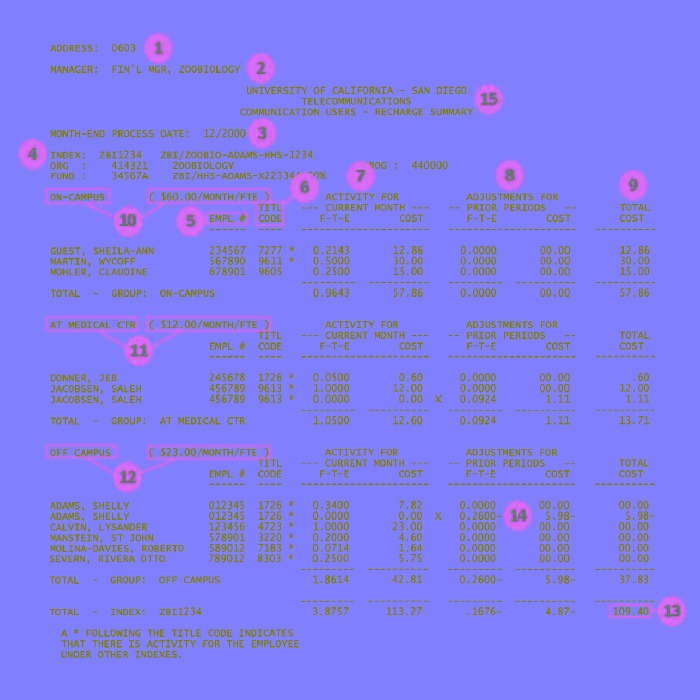 ADDRESS: 0603 1
MANAGER: FIN'L MGR, ZOOBIOLOGY 2
UNIVERSITY OF CALIFORNIA - SAN DIEGO
TELECOMMUNICATIONS 15
COMMUNICATION USERS - RECHARGE SUMMARY
MONTH-END PROCESS DATE: 12/2000 3
4 INDEX: ZBI1234 ZBI/ZOOBIO-ADAMS-HHS-1234
ORG : 414321 ZOOBIOLOGY : 440000
FUND : 34567A
6 7 8 9
ON-CAMPUS ( $60.00/MONTH/FTE ) ACTIVITY FOR ADJUSTMENTS FOR
TITL --- CURRENT MONTH --- -- PRIOR PERIODS -- TOTAL
10 5 EMPL # CODE F-T-E COST F-T-E COST COST
GUEST, SHEILA-ANN 234567 7277 * 0.2143 12.86 0.0000 00.00 12.86
MARTIN, WYCOFF 567890 9611 * 0.5000 30.00 0.0000 00.00 30.00
MOHLER, CLAUDINE 678901 9605 0.2500 15.00 0.0000 00.00 15.00
TOTAL - GROUP: ON-CAMPUS 0.9643 57.86 0.0000 00.00 57.86
AT MEDICAL CTR ( $12.00/MONTH/FTE ) ACTIVITY FOR ADJUSTMENTS FOR
TITL --- CURRENT MONTH --- -- PRIOR PERIODS -- TOTAL
11 EMPL # CODE F-T-E COST F-T-E COST COST
DONNER, JEB 245678 1726 * 0.0500 0.60 0.0000 00.00 .60
JACOBSEN, SALEH 456789 9613 * 1.0000 12.00 0.0000 00.00 12.00
JACOBSEN, SALEH 456789 9613 * 0.0000 0.00 X 0.0924 1.11 1.11
TOTAL - GROUP: AT MEDICAL CTR 1.0500 12.60 0.0924 1.11 13.71
OFF CAMPUS ( $23.00/MONTH/FTE ) ACTIVITY FOR ADJUSTMENTS FOR
TITL --- CURRENT MONTH --- -- PRIOR PERIODS -- TOTAL
12 EMPL # CODE F-T-E COST F-T-E COST COST
ADAMS, SHELLY 012345 1726 * 0.3400 7.82 0.0000 00.00 00.00
ADAMS, SHELLY 012345 1726 * 0.0000 0.00 X 0.2600- 14 5.98- 5.98-
CALVIN, LYSANDER 123456 4723 * 1.0000 23.00 0.0000 00.00 00.00
MANSTEIN, ST JOHN 578901 3220 * 0.2000 4.60 0.0000 00.00 00.00
MOLINA-DAVIES, ROBERTO 589012 7183 * 0.0714 1.64 0.0000 00.00 00.00
SEVERN, RIVERA OTTO 789012 8303 * 0.2500 5.75 0.0000 00.00 00.00
TOTAL - GROUP: OFF CAMPUS 1.8614 42.81 0.2600- 5.98- 37.83
TOTAL - INDEX: ZBI1234 3.8757 113.27 .1676- 4.87- 109.40 13
A * FOLLOWING THE TITLE CODE INDICATES
THAT THERE IS ACTIVITY FOR THE EMPLOYEE
UNDER OTHER INDEXES.